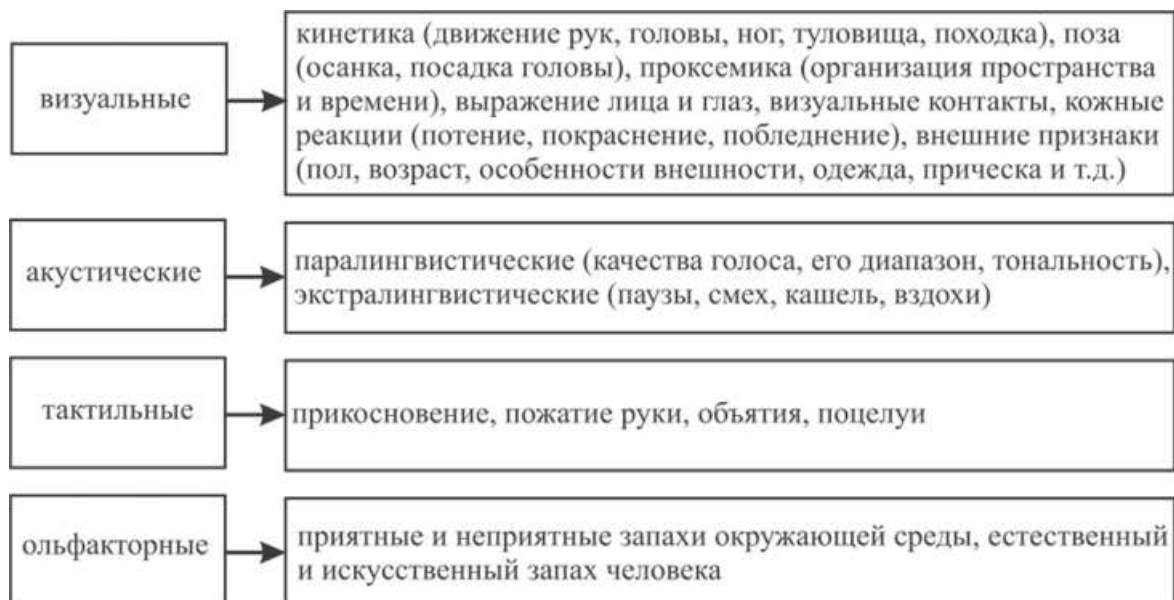 визуальные
кинетика (движение рук, головы, ног, туловища, походка), поза
(осанка, посадка головы), проксемика (организация пространства
и времени), выражение лица и глаз, визуальные контакты, кожные
реакции (потение, покраснение, побледнение), внешние признаки
(пол, возраст, особенности внешности, одежда, прическа и т.д.)
акустические
паралингвистические (качества голоса, его диапазон, тональность),
экстралингвистические (паузы, смех, кашель, вздохи)
тактильные
прикосновение, пожатие руки, объятия, поцелуи
ольфакторные
приятные и неприятные запахи окружающей среды, естественный
и искусственный запах человека